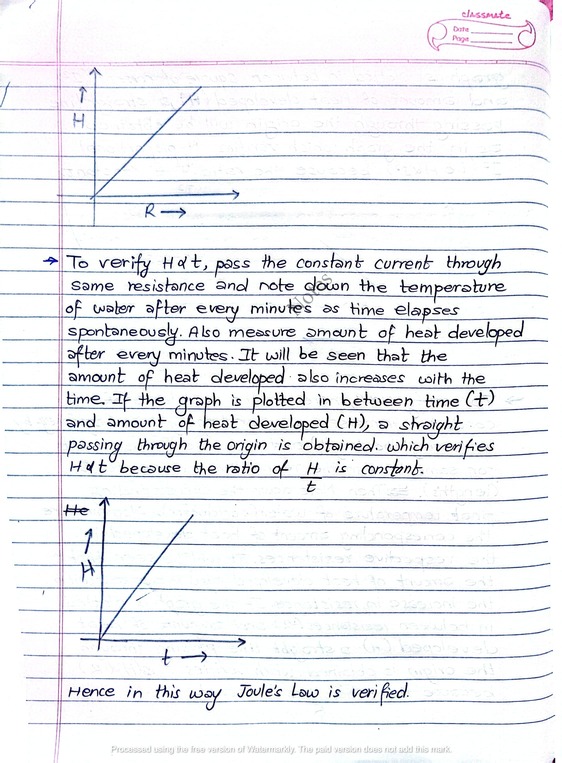 classmate
Date
Page
↑
H
R →
→ To verify H α t, pass the constant current through
same resistance and note down the temperature
of water after every minutes as time elapses
spontaneously. Also measure amount of heat developed
after every minutes. It will be seen that the
amount of heat developed also increases with the
time. If the graph is plotted in between time (t)
and amount of heat developed (H), a straight
passing through the origin is obtained. which verifies
H α t because the ratio of H/t is constant.
He
↑
H
t →
Hence in this way Joule's Law is verified.
Processed using the free version of Watermarkly. The paid version does not add this mark.